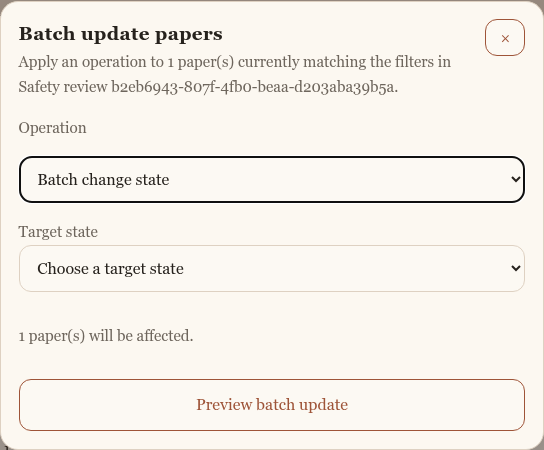 Batch update papers
×
Apply an operation to 1 paper(s) currently matching the filters in
Safety review b2eb6943-807f-4fb0-beaa-d203aba39b5a.
Operation
Batch change state
Target state
Choose a target state
1 paper(s) will be affected.
Preview batch update